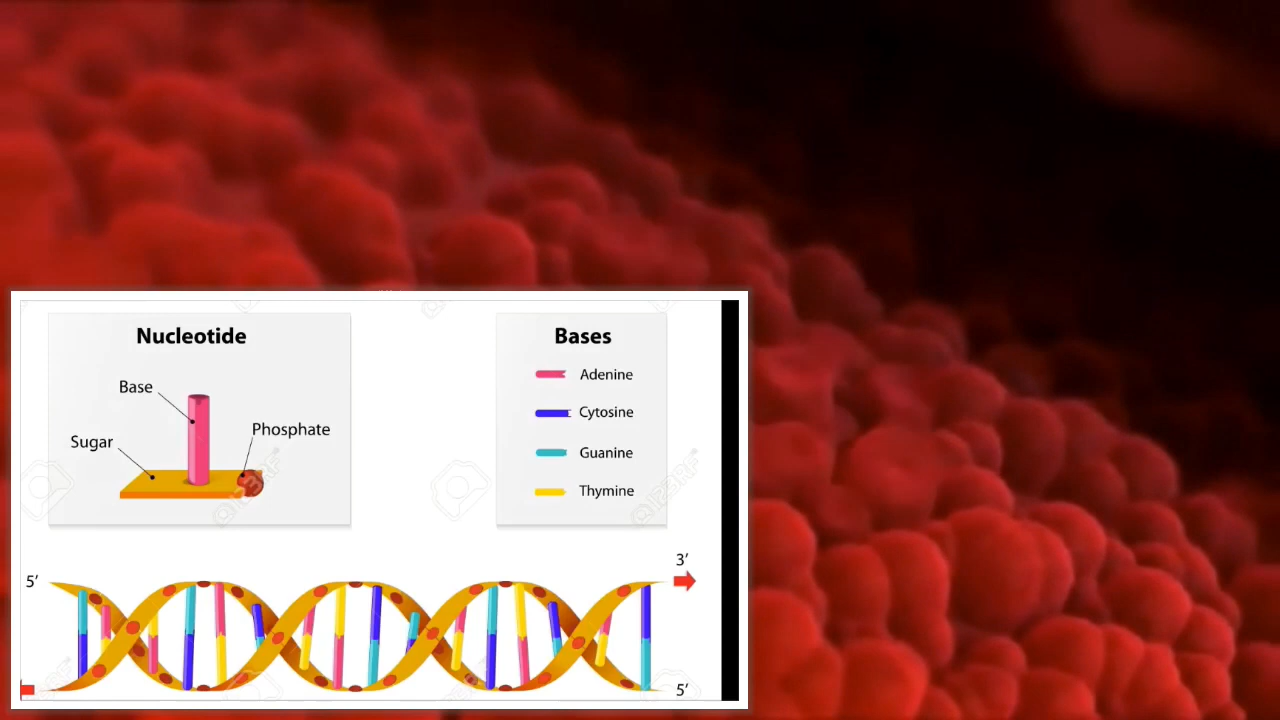 Nucleotide
Base
Sugar
Phosphate
Bases
Adenine
Cytosine
Guanine
Thymine
5’
3’
5’